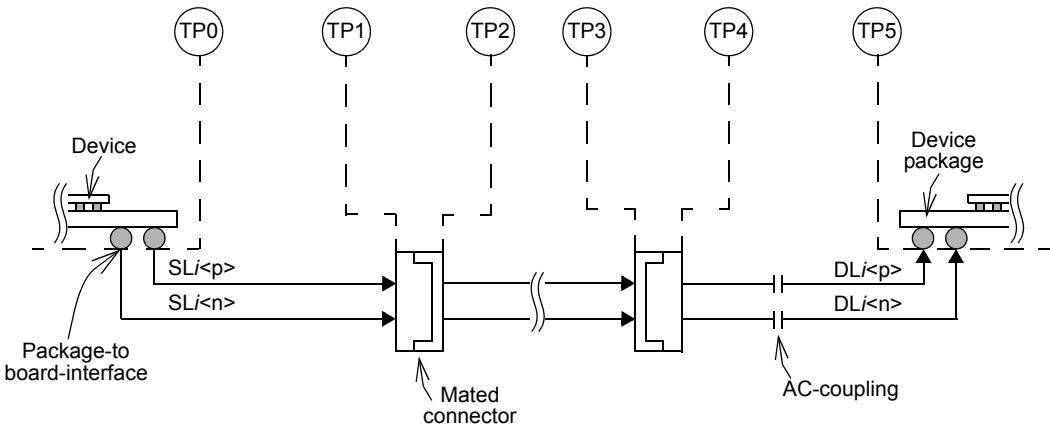 TP0
TP1
TP2
TP3
TP4
TP5
Device
Device
package
SLi<p>
DLi<p>
SLi<n>
DLi<n>
Package-to
board-interface
Mated
connector
AC-coupling